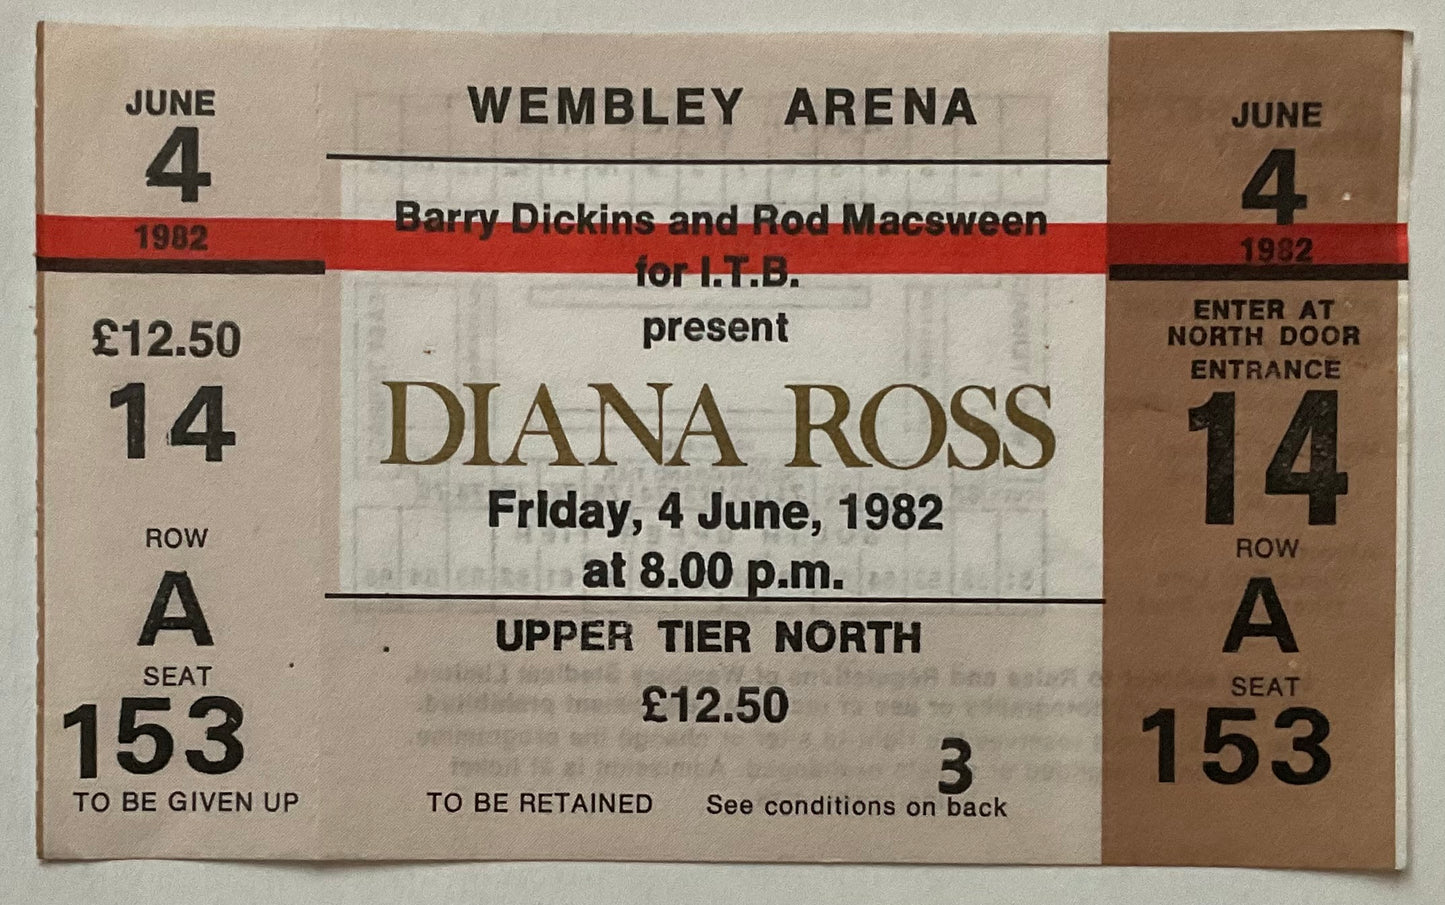 JUNE
4
1982
£12.50
14
ROW
A
SEAT
153
TO BE GIVEN UP
WEMBLEY ARENA
Barry Dickins and Rod Macsween
for I.T.B.
present
DIANA ROSS
Friday, 4 June, 1982
at 8.00 p.m.
UPPER TIER NORTH
£12.50
3
TO BE RETAINED See conditions on back
JUNE
4
1982
ENTER AT
NORTH DOOR
ENTRANCE
14
ROW
A
SEAT
153